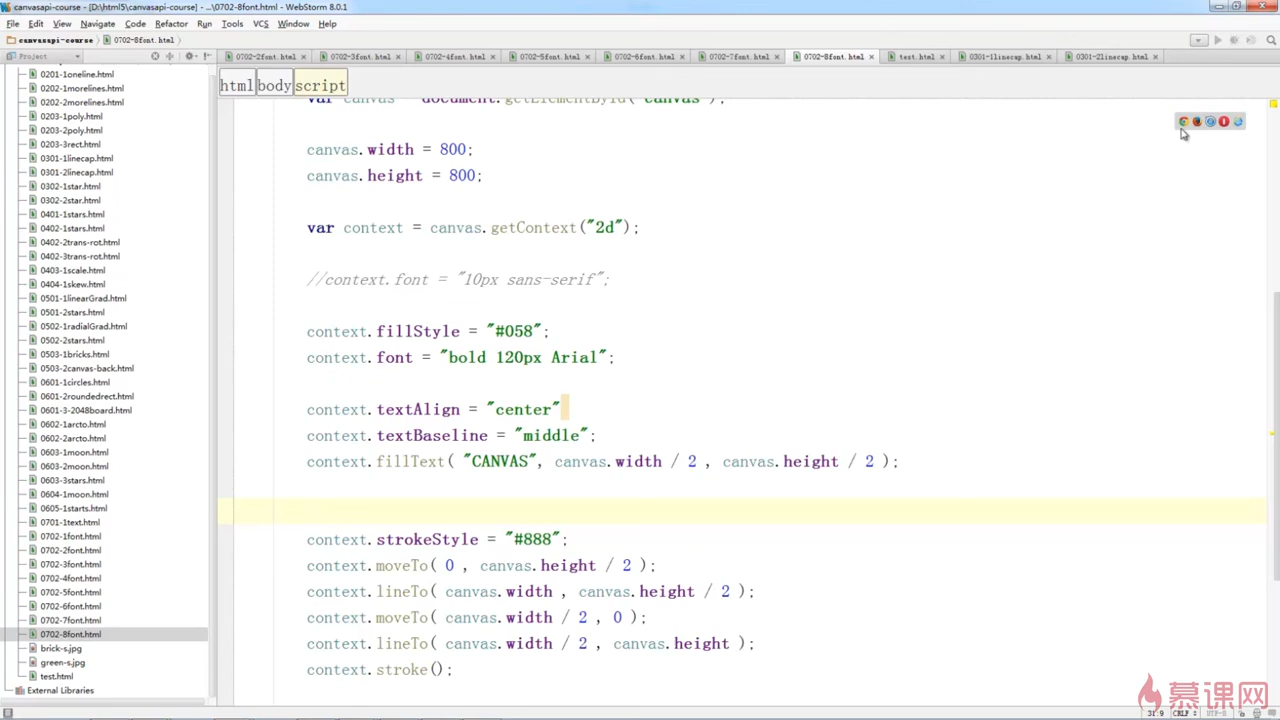 canvasapi-course - [D:\html5\canvasapi-course] - ...\0702-8font.html - WebStorm 8.0.1
File Edit View Navigate Code Refactor Run Tools VCS Window Help
canvasapi-course 0702-8font.html
Project 0702-2font.html 0702-3font.html 0702-4font.html 0702-5font.html 0702-6font.html 0702-7font.html 0702-8font.html test.html 0301-1linecap.html 0301-2linecap.html
html body script
0201-1oneline.html
0202-1morelines.html
0202-2morelines.html
0203-1poly.html
0203-2poly.html
0203-3rect.html
0301-1linecap.html
0301-2linecap.html
0302-1star.html
0302-2star.html
0401-1stars.html
0402-1stars.html
0402-2trans-rot.html
0402-3trans-rot.html
0403-1scale.html
0404-1skew.html
0501-1linearGrad.html
0501-2stars.html
0502-1radialGrad.html
0502-2stars.html
0503-1bricks.html
0503-2canvas-back.html
0601-1circles.html
0601-2roundedrect.html
0601-3-2048board.html
0602-1arcto.html
0602-2arcto.html
0603-1moon.html
0603-2moon.html
0603-3stars.html
0604-1moon.html
0605-1starts.html
0701-1text.html
0702-1font.html
0702-2font.html
0702-3font.html
0702-4font.html
0702-5font.html
0702-6font.html
0702-7font.html
0702-8font.html
brick-s.jpg
green-s.jpg
test.html
External Libraries
var canvas = document.getElementById("canvas");
canvas.width = 800;
canvas.height = 800;
var context = canvas.getContext("2d");
//context.font = "10px sans-serif";
context.fillStyle = "#058";
context.font = "bold 120px Arial";
context.textAlign = "center"
context.textBaseline = "middle";
context.fillText( "CANVAS", canvas.width / 2 , canvas.height / 2 );
context.strokeStyle = "#888";
context.moveTo( 0 , canvas.height / 2 );
context.lineTo( canvas.width , canvas.height / 2 );
context.moveTo( canvas.width / 2 , 0 );
context.lineTo( canvas.width / 2 , canvas.height );
context.stroke();
慕课网
31:9 CRLF UTF-8